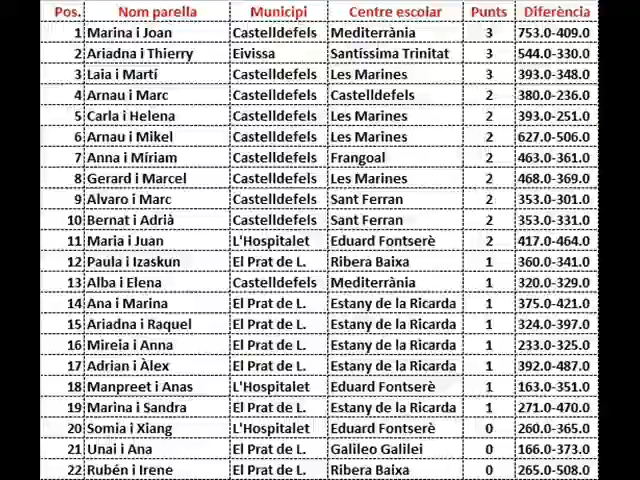 Pos. Nom parella Municipi Centre escolar Punts Diferència
1 Marina i Joan Castelldefels Mediterrània 3 753.0-409.0
2 Ariadna i Thierry Eivissa Santíssima Trinitat 3 544.0-330.0
3 Laia i Martí Castelldefels Les Marines 3 393.0-348.0
4 Arnau i Marc Castelldefels Castelldefels 2 380.0-236.0
5 Carla i Helena Castelldefels Les Marines 2 393.0-251.0
6 Arnau i Mikel Castelldefels Les Marines 2 627.0-506.0
7 Anna i Míriam Castelldefels Frangoal 2 463.0-361.0
8 Gerard i Marcel Castelldefels Les Marines 2 468.0-369.0
9 Alvaro i Marc Castelldefels Sant Ferran 2 353.0-301.0
10 Bernat i Adrià Castelldefels Sant Ferran 2 353.0-331.0
11 Maria i Juan L'Hospitalet Eduard Fontserè 2 417.0-464.0
12 Paula i Izaskun El Prat de L. Ribera Baixa 1 360.0-341.0
13 Alba i Elena Castelldefels Mediterrània 1 320.0-329.0
14 Ana i Marina El Prat de L. Estany de la Ricarda 1 375.0-421.0
15 Ariadna i Raquel El Prat de L. Estany de la Ricarda 1 324.0-397.0
16 Mireia i Anna El Prat de L. Estany de la Ricarda 1 233.0-325.0
17 Adrian i Àlex El Prat de L. Estany de la Ricarda 1 392.0-487.0
18 Manpreet i Anas L'Hospitalet Eduard Fontserè 1 163.0-351.0
19 Marina i Sandra El Prat de L. Estany de la Ricarda 1 271.0-470.0
20 Somia i Xiang L'Hospitalet Eduard Fontserè 0 260.0-365.0
21 Unai i Ana El Prat de L. Galileo Galilei 0 166.0-373.0
22 Rubén i Irene El Prat de L. Ribera Baixa 0 265.0-508.0